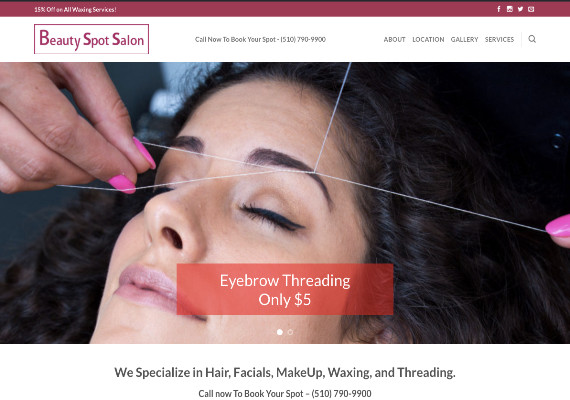 15% Off on All Waxing Services!
Beauty Spot Salon
Call Now To Book Your Spot - (510) 790-9900
ABOUT LOCATION GALLERY SERVICES
Eyebrow Threading
Only $5
We Specialize in Hair, Facials, MakeUp, Waxing, and Threading.
Call now To Book Your Spot – (510) 790-9900